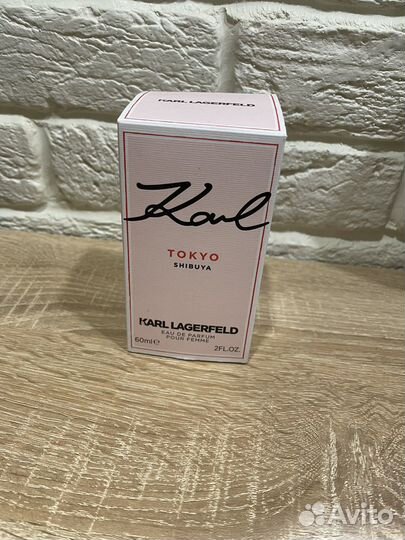 KARL LAGERFELD
Karl
TOKYO
SHIBUYA
KARL LAGERFELD
EAU DE PARFUM
POUR FEMME
60ml℮ 2FL.OZ.
Avito